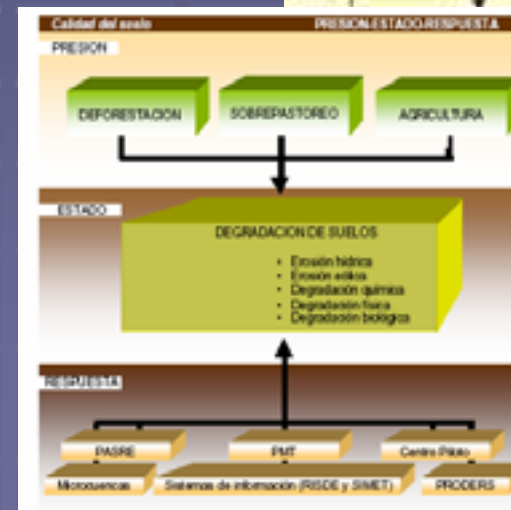 Calidad del suelo PRESION-ESTADO-RESPUESTA
PRESION
DEFORESTACION SOBREPASTOREO AGRICULTURA
ESTADO
DEGRADACION DE SUELOS
• Erosión hídrica
• Erosión eólica
• Degradación química
• Degradación física
• Degradación biológica
RESPUESTA
PASRE PMT Centro Piloto
Microcuencas Sistemas de información (RISDE y SIMET) PRODERS